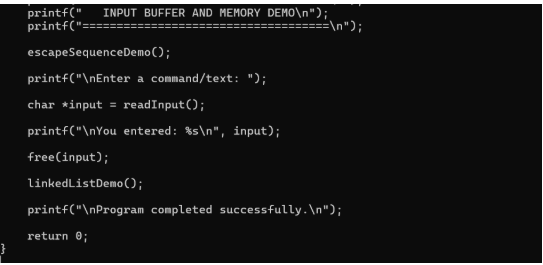 printf("   INPUT BUFFER AND MEMORY DEMO\n");
printf("====================================\n");
escapeSequenceDemo();
printf("\nEnter a command/text: ");
char *input = readInput();
printf("\nYou entered: %s\n", input);
free(input);
linkedListDemo();
printf("\nProgram completed successfully.\n");
return 0;
}